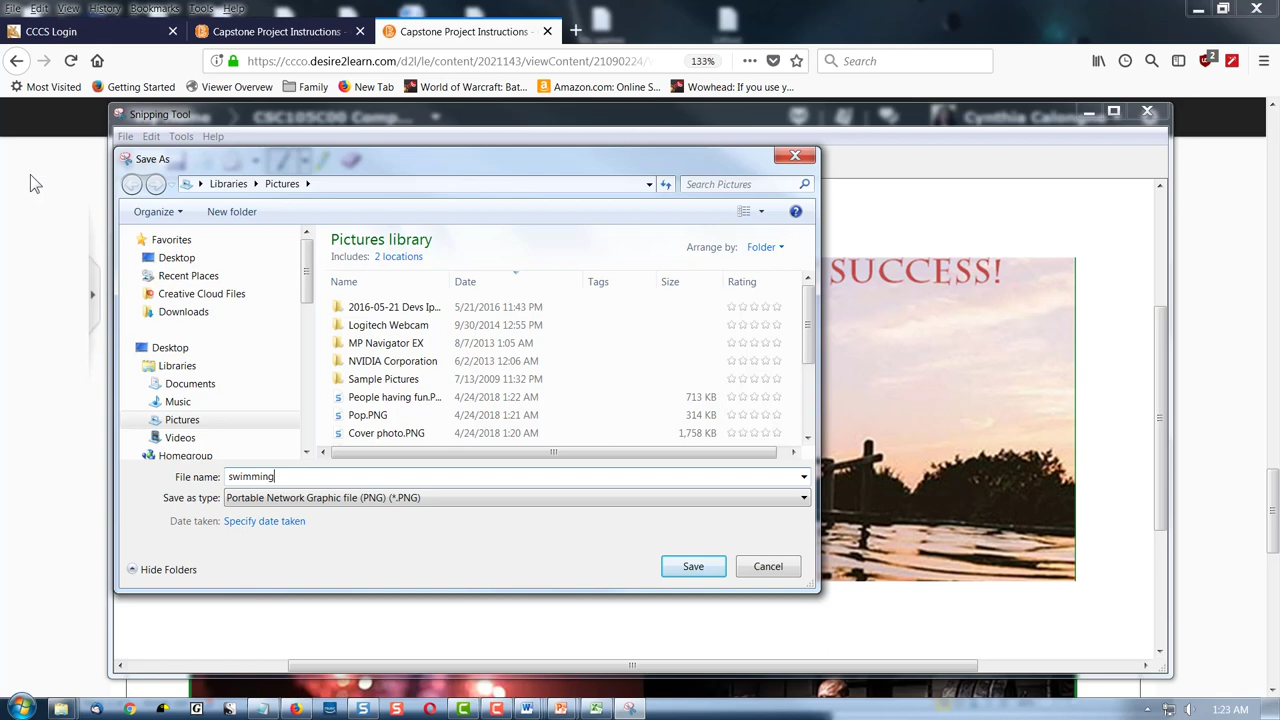 File Edit View History Bookmarks Tools Help
CCCS Login
Capstone Project Instructions -
Capstone Project Instructions -
https://ccco.desire2learn.com/d2l/le/content/2021143/viewContent/21090224/
133%
Search
2
Most Visited
Getting Started
Viewer Overview
Family
New Tab
World of Warcraft: Bat...
Amazon.com: Online S...
Wowhead: If you use y...
Snipping Tool
CSC105C00 Comp...
Cynthia Calong
File Edit Tools Help
Save As
Libraries
Pictures
Search Pictures
Organize
New folder
Favorites
Desktop
Recent Places
Creative Cloud Files
Downloads
Desktop
Libraries
Documents
Music
Pictures
Videos
Homegroup
Pictures library
Includes: 2 locations
Arrange by: Folder
Name Date Tags Size Rating
2016-05-21 Devs Ip... 5/21/2016 11:43 PM
Logitech Webcam 9/30/2014 12:55 PM
MP Navigator EX 8/7/2013 1:05 AM
NVIDIA Corporation 6/2/2013 12:06 AM
Sample Pictures 7/13/2009 11:32 PM
People having fun.P... 4/24/2018 1:22 AM 713 KB
Pop.PNG 4/24/2018 1:21 AM 314 KB
Cover photo.PNG 4/24/2018 1:20 AM 1,758 KB
File name: swimming
Save as type: Portable Network Graphic file (PNG) (*.PNG)
Date taken: Specify date taken
Hide Folders
Save
Cancel
SUCCESS!
1:23 AM